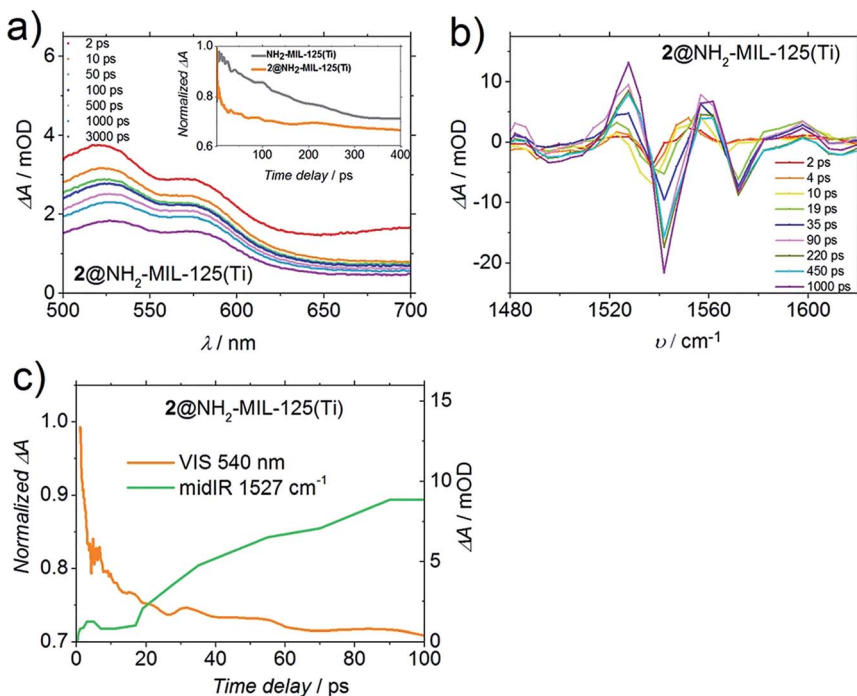 a)
6
4
2
0
ΔA / mOD
2 ps
10 ps
50 ps
100 ps
500 ps
1000 ps
3000 ps
1.0
0.8
0.6
Normalized ΔA
NH2-MIL-125(Ti)
2@NH2-MIL-125(Ti)
100
200
300
400
Time delay / ps
2@NH2-MIL-125(Ti)
500
550
600
650
700
λ / nm
b)
2@NH2-MIL-125(Ti)
10
0
-10
-20
ΔA / mOD
2 ps
4 ps
10 ps
19 ps
35 ps
90 ps
220 ps
450 ps
1000 ps
1480
1520
1560
1600
υ / cm-1
c)
2@NH2-MIL-125(Ti)
1.0
0.9
0.8
0.7
Normalized ΔA
VIS 540 nm
midIR 1527 cm-1
15
10
5
0
ΔA / mOD
0
20
40
60
80
100
Time delay / ps